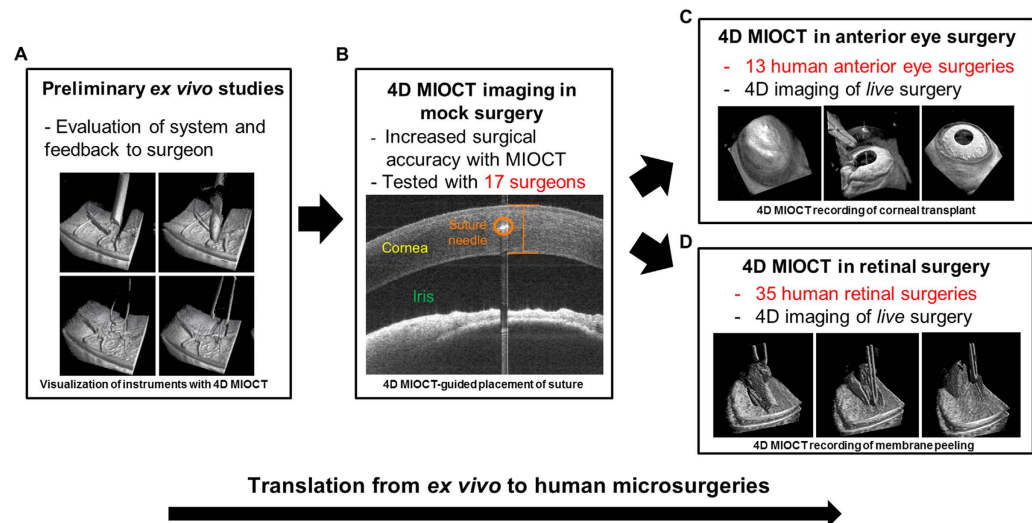 A
Preliminary ex vivo studies
- Evaluation of system and
feedback to surgeon
Visualization of instruments with 4D MIOCT
B
4D MIOCT imaging in
mock surgery
- Increased surgical
accuracy with MIOCT
- Tested with 17 surgeons
Suture
needle
Cornea
Iris
4D MIOCT-guided placement of suture
C
4D MIOCT in anterior eye surgery
- 13 human anterior eye surgeries
- 4D imaging of live surgery
4D MIOCT recording of corneal transplant
D
4D MIOCT in retinal surgery
- 35 human retinal surgeries
- 4D imaging of live surgery
4D MIOCT recording of membrane peeling
Translation from ex vivo to human microsurgeries